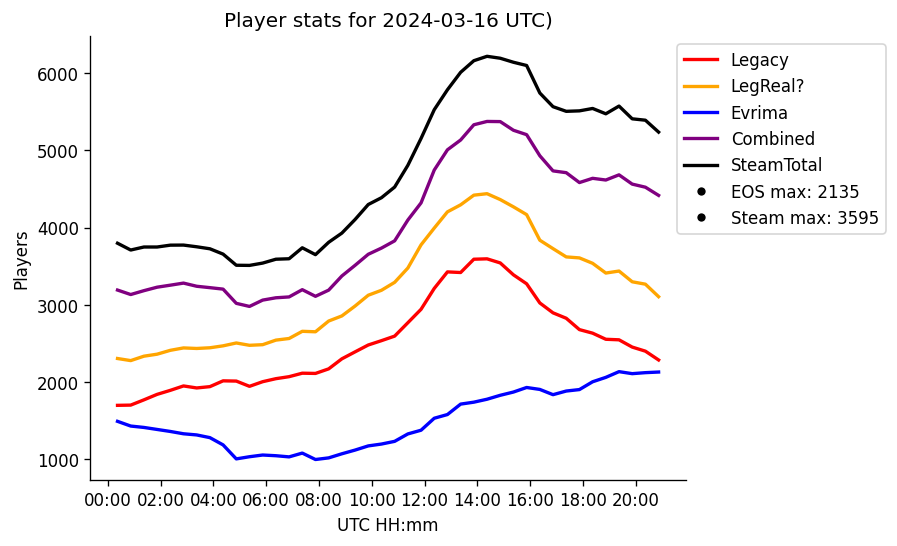 Player stats for 2024-03-16 UTC)
Legacy
LegReal?
Evrima
Combined
SteamTotal
EOS max: 2135
Steam max: 3595
6000
5000
4000
3000
2000
1000
Players
00:00 02:00 04:00 06:00 08:00 10:00 12:00 14:00 16:00 18:00 20:00
UTC HH:mm